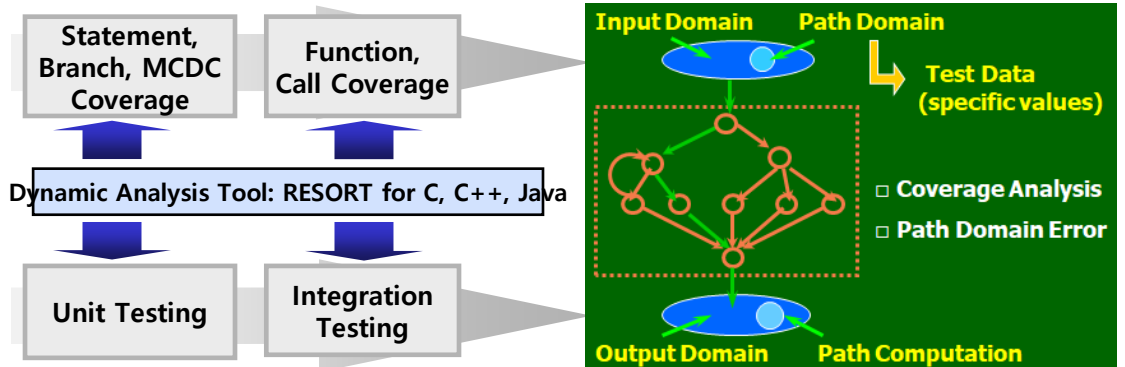 Statement,
Branch, MCDC
Coverage
Function,
Call Coverage
Dynamic Analysis Tool: RESORT for C, C++, Java
Unit Testing
Integration
Testing
Input Domain
Path Domain
Test Data
(specific values)
□ Coverage Analysis
□ Path Domain Error
Output Domain
Path Computation